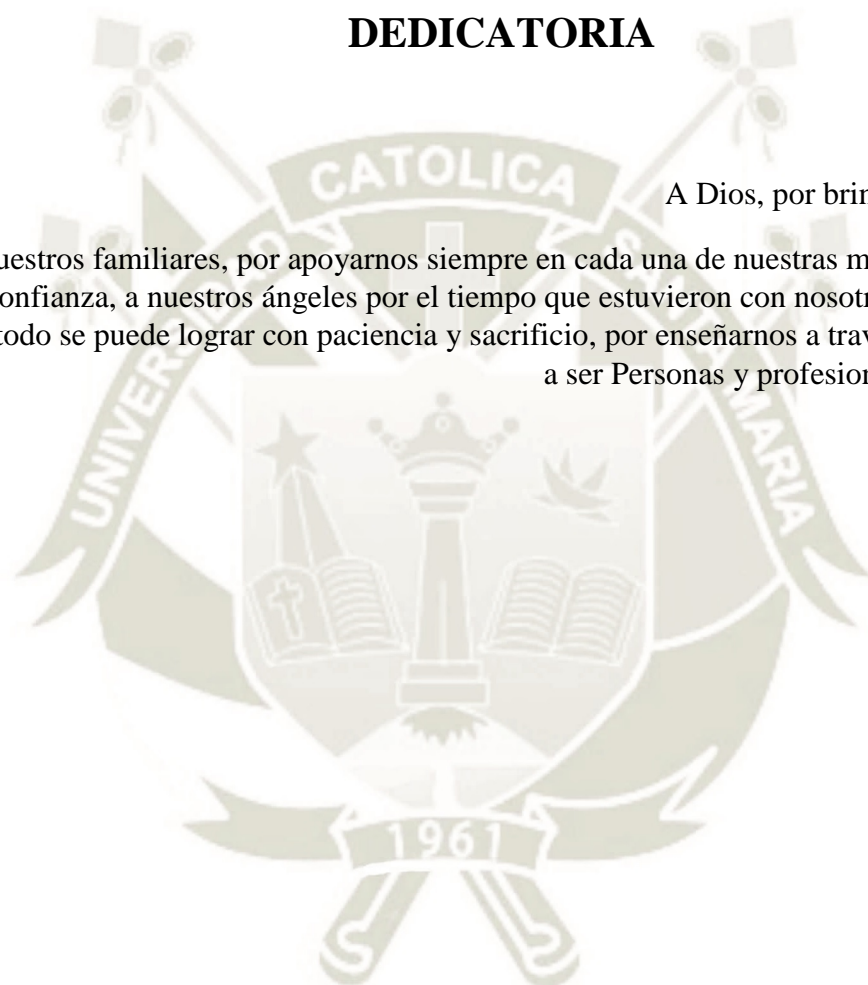 DEDICATORIA
CATOLICA
A Dios, por brin
uestros familiares, por apoyarnos siempre en cada una de nuestras m
onfianza, a nuestros ángeles por el tiempo que estuvieron con nosotr
todo se puede lograr con paciencia y sacrificio, por enseñarnos a trav
a ser Personas y profesion
UNIVERSIDAD
MARIA
1961